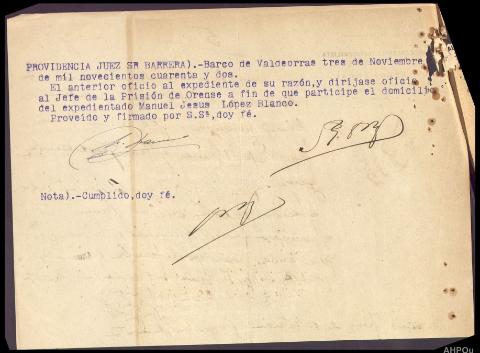 PROVIDENCIA JUEZ SR BARRERA).-Barco de Valdeorras tres de Noviembre
de mil novecientos cuarenta y dos.
El anterior oficio al expediente de su razón,y dirijase oficio
al Jefe de la Prisión de Orense a fin de que participe el domicilio
del expedientado Manuel Jesus López Blanco.
Proveido y firmado por S.Sª,doy fé.
Nota).-Cumplido,doy fé.
AHPOu